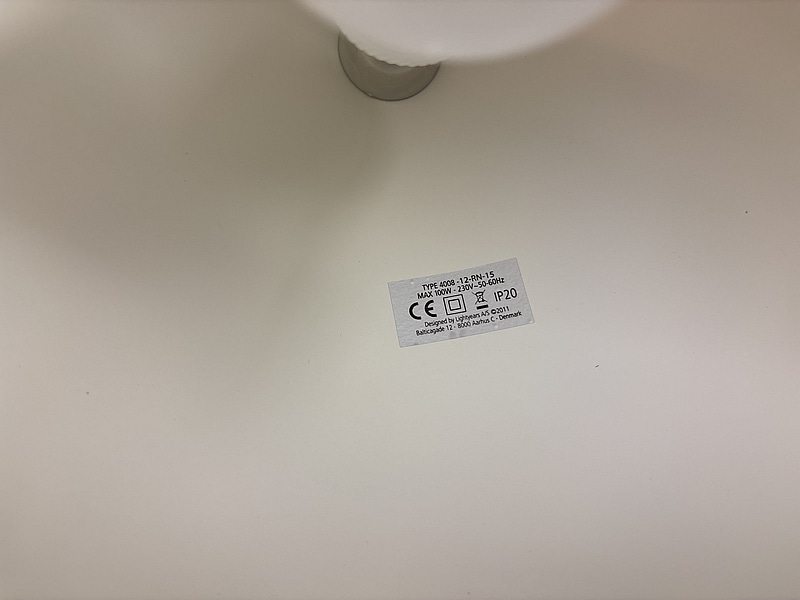 TYPE 4008 -12-RN-15
MAX 100W - 230V~50-60Hz
CE IP20
Designed by Lightyears A/S ©2011
Balticagade 12 - 8000 Aarhus C - Denmark